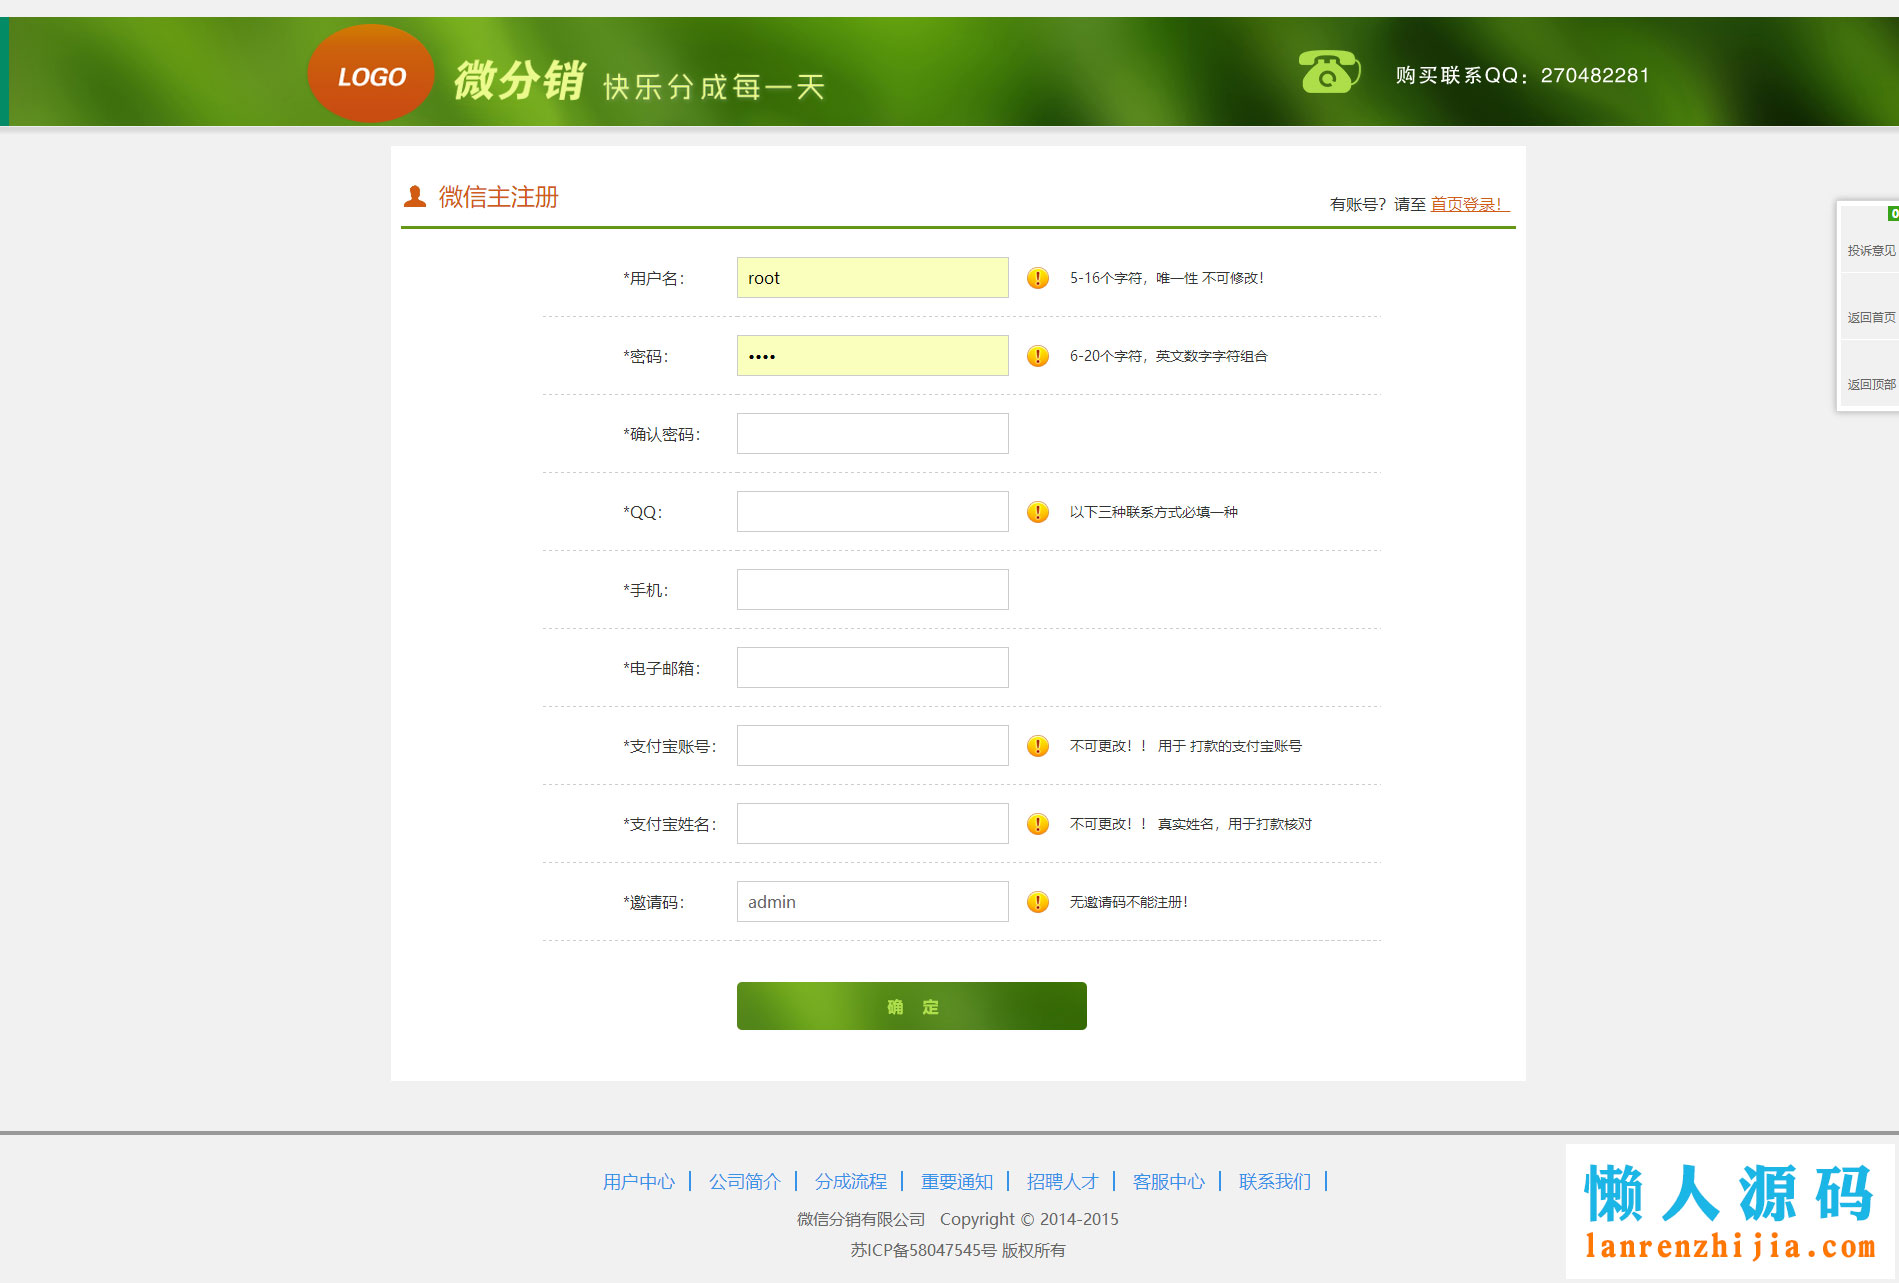 LOGO 微分销 快乐分成每一天 购买联系QQ：270482281
微信主注册
有账号？请至 首页登录！
*用户名： root 5-16个字符，唯一性 不可修改！
*密码： •••• 6-20个字符，英文数字字符组合
*确认密码：
*QQ： 以下三种联系方式必填一种
*手机：
*电子邮箱：
*支付宝账号： 不可更改！！ 用于 打款的支付宝账号
*支付宝姓名： 不可更改！！ 真实姓名，用于打款核对
*邀请码： admin 无邀请码不能注册！
确 定
0
投诉意见
返回首页
返回顶部
用户中心 | 公司简介 | 分成流程 | 重要通知 | 招聘人才 | 客服中心 | 联系我们 |
微信分销有限公司 Copyright © 2014-2015
苏ICP备58047545号 版权所有
懒人源码
lanrenzhijia.com